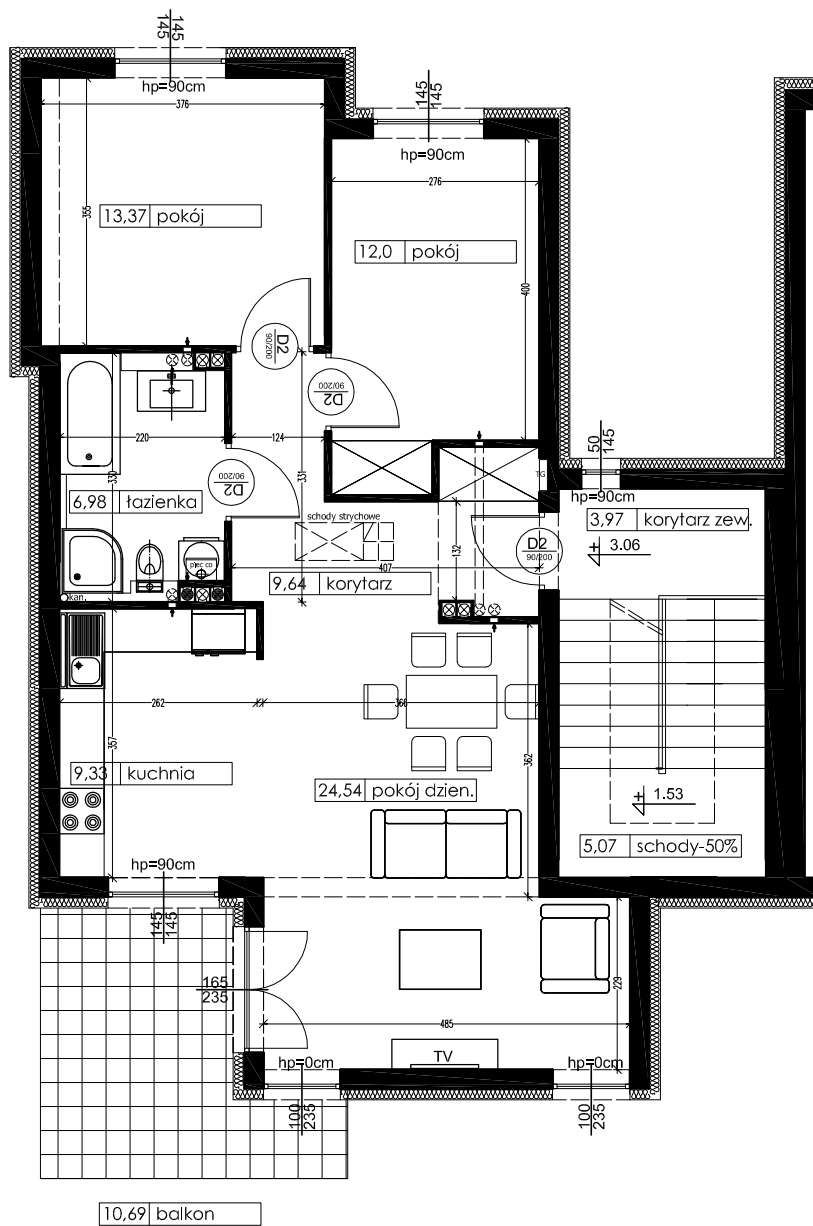 145
145
hp=90cm
376
145
145
hp=90cm
276
355
13,37 pokój
12,0 pokój
400
D2
90/200
D2
90/200
220
124
331
330
D2
90/200
6,98 łazienka
TG
50
145
hp=90cm
3,97 korytarz zew.
3.06
schody strychowe
132
D2
90/200
piec co
407
9,64 korytarz
kan.
262
366
357
362
9,33 kuchnia
24,54 pokój dzien.
1.53
5,07 schody-50%
hp=90cm
145
145
165
235
229
485
hp=0cm
TV
hp=0cm
100
235
100
235
10,69 balkon